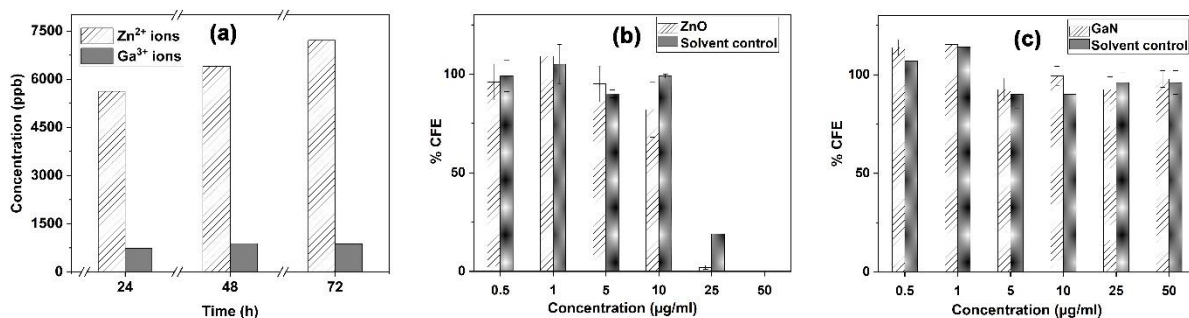 (a)
Zn²⁺ ions
Ga³⁺ ions
Concentration (ppb)
7500
6000
4500
3000
1500
0
24
48
72
Time (h)
(b)
ZnO
Solvent control
% CFE
100
50
0
0.5
1
5
10
25
50
Concentration (µg/ml)
(c)
GaN
Solvent control
% CFE
100
50
0
0.5
1
5
10
25
50
Concentration (µg/ml)